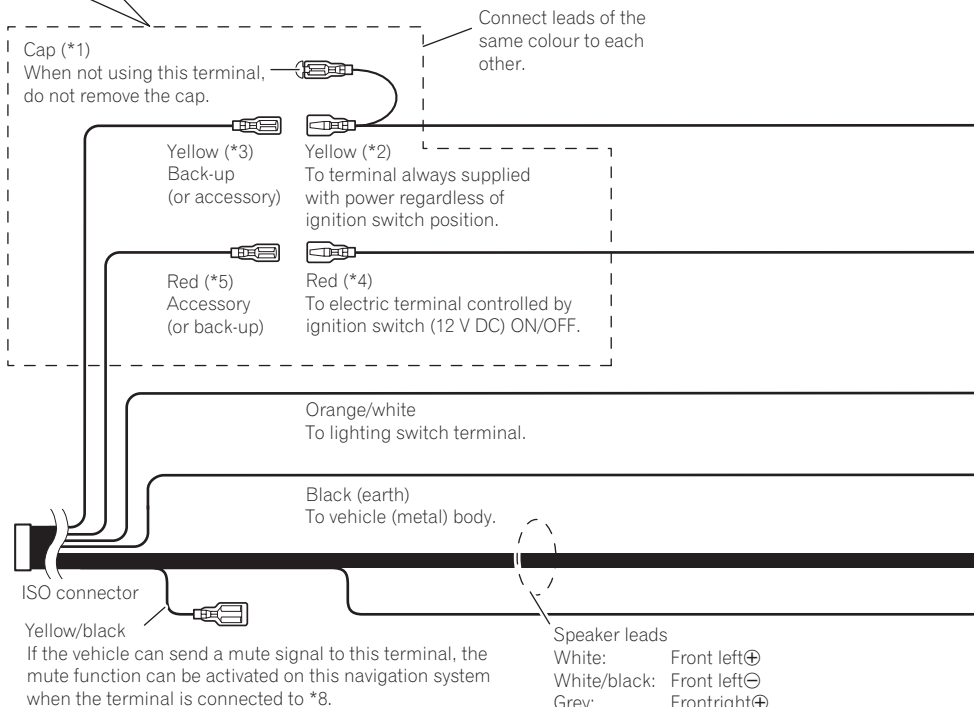 Connect leads of the
same colour to each
other.
Cap (*1)
When not using this terminal,
do not remove the cap.
Yellow (*3)
Back-up
(or accessory)
Yellow (*2)
To terminal always supplied
with power regardless of
ignition switch position.
Red (*5)
Accessory
(or back-up)
Red (*4)
To electric terminal controlled by
ignition switch (12 V DC) ON/OFF.
Orange/white
To lighting switch terminal.
Black (earth)
To vehicle (metal) body.
ISO connector
Yellow/black
If the vehicle can send a mute signal to this terminal, the
mute function can be activated on this navigation system
when the terminal is connected to *8.
Speaker leads
White: Front left⊕
White/black: Front left⊖
Grey: Frontright⊕